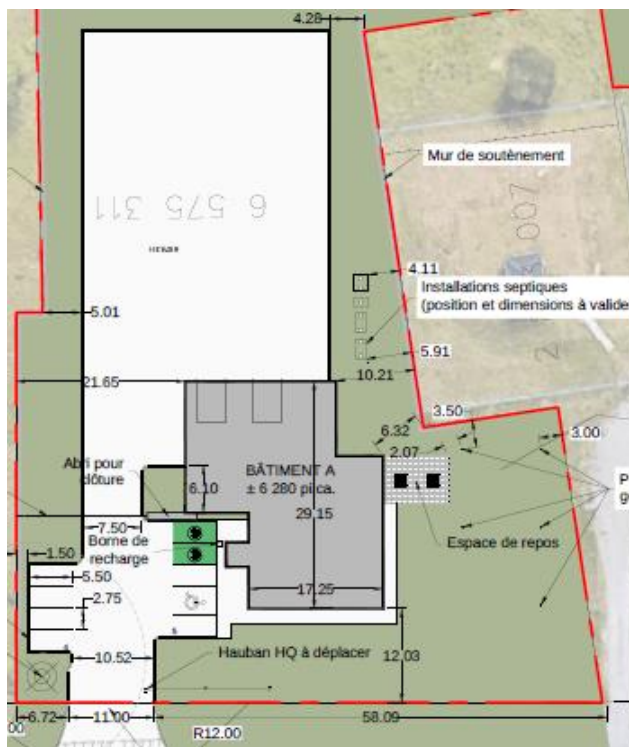 4.28
Mur de soutènement
6 575 311
4.11
Installations septiques
(position et dimensions à valide
5.01
5.91
10.21
21.65
3.50
6.32
3.00
2.07
Abri pour
clôture
6.10
BÂTIMENT A
± 6 280 pi.ca.
29.15
P
7.50
Borne de
recharge
Espace de repos
1.50
5.50
2.75
17.25
10.52
Hauban HQ à déplacer
12.03
6.72
11.00
58.09
R12.00